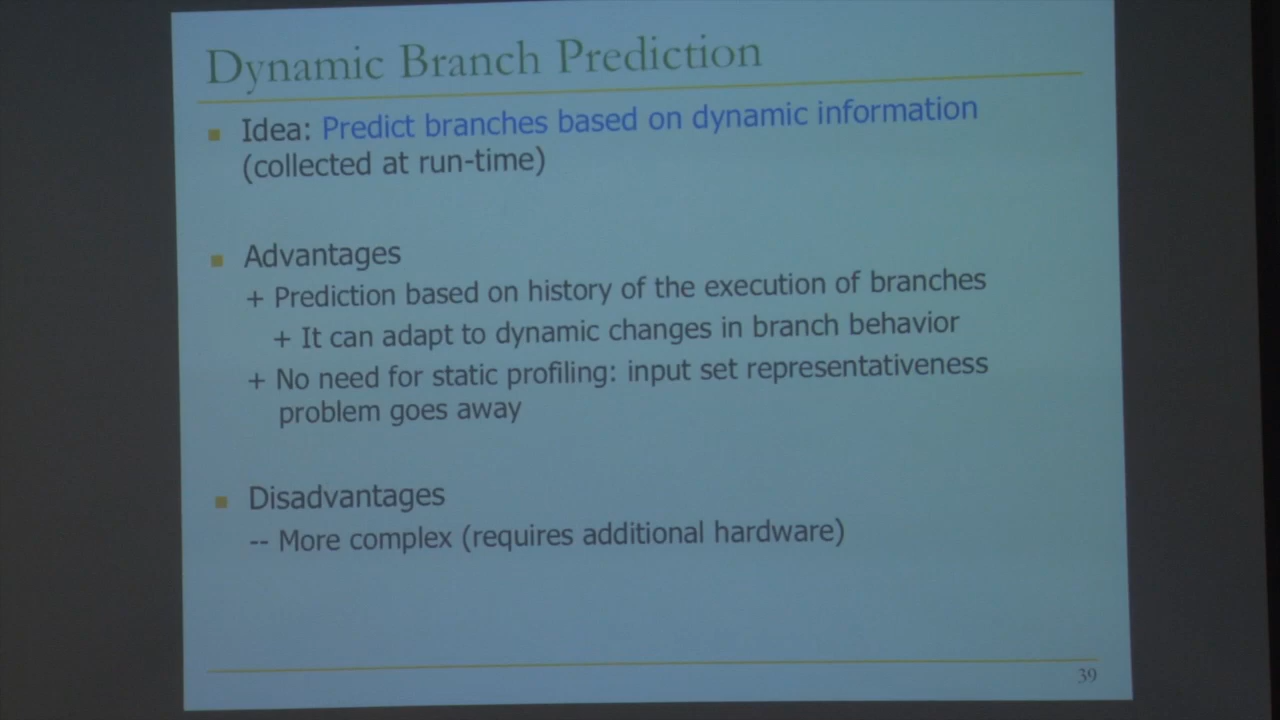 Dynamic Branch Prediction
■ Idea: Predict branches based on dynamic information
(collected at run-time)
■ Advantages
+ Prediction based on history of the execution of branches
+ It can adapt to dynamic changes in branch behavior
+ No need for static profiling: input set representativeness
problem goes away
■ Disadvantages
-- More complex (requires additional hardware)
39